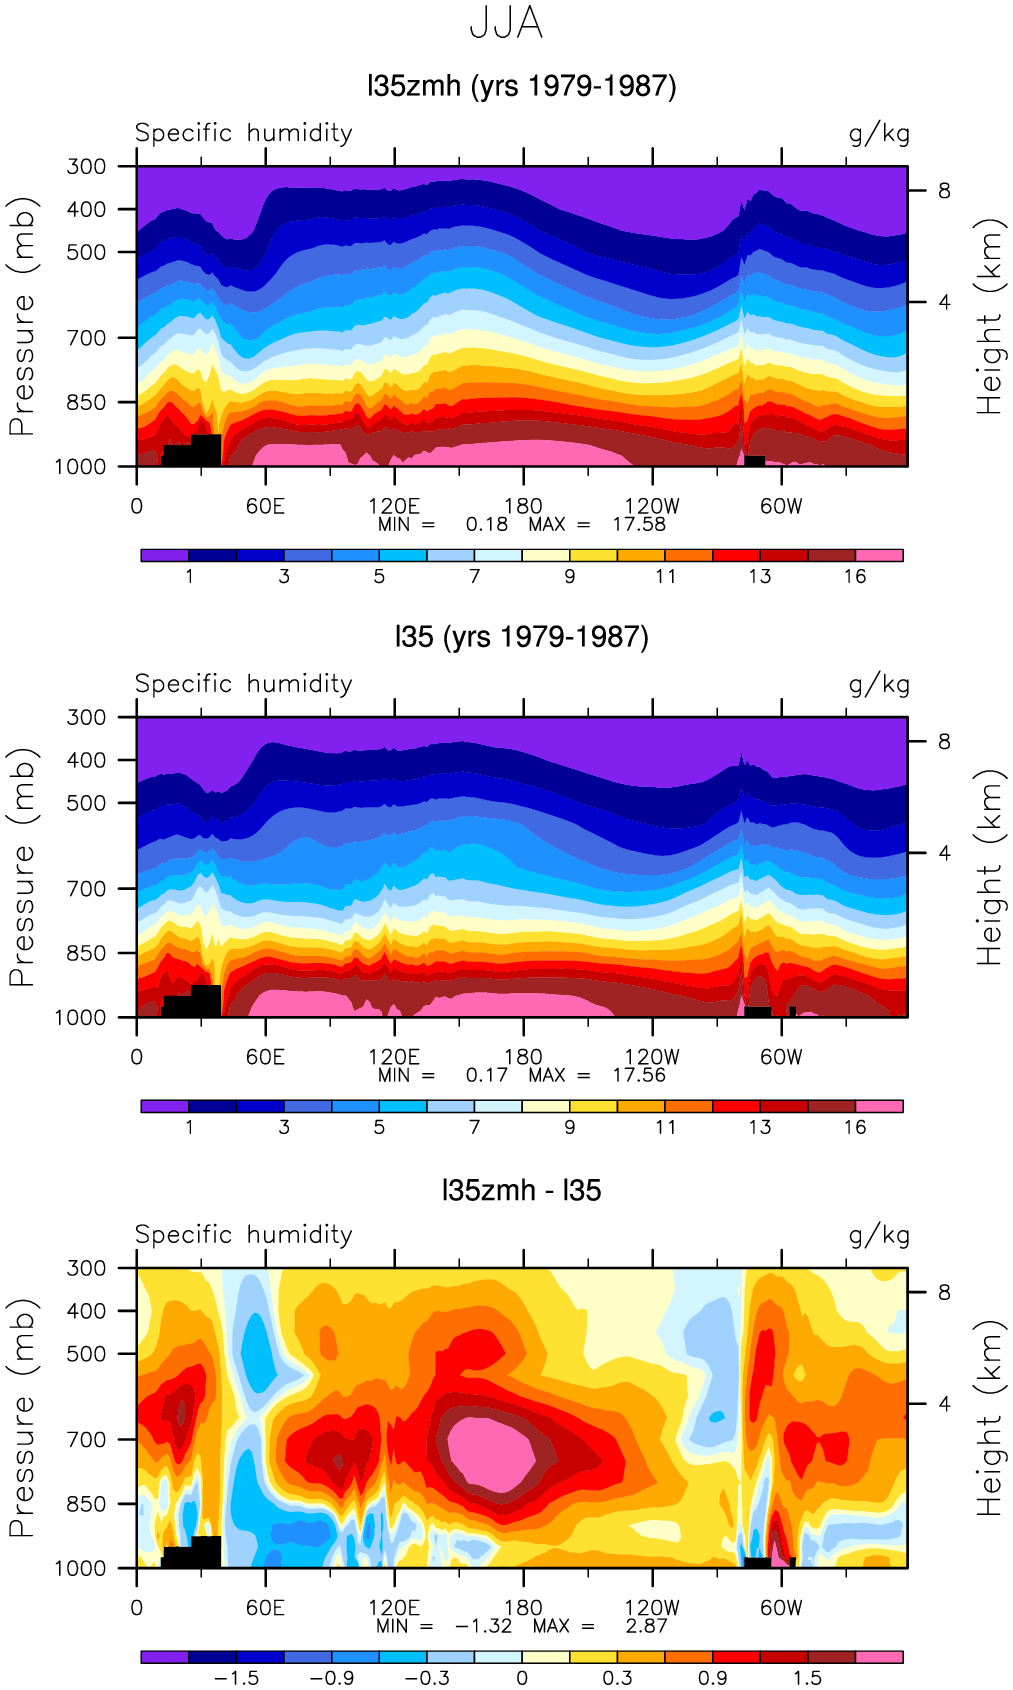 JJA
l35zmh (yrs 1979-1987)
Specific humidity g/kg
300
400
500
700
850
1000
Pressure (mb)
8
4
Height (km)
0 60E 120E 180 120W 60W
MIN = 0.18 MAX = 17.58
1 3 5 7 9 11 13 16
l35 (yrs 1979-1987)
Specific humidity g/kg
300
400
500
700
850
1000
Pressure (mb)
8
4
Height (km)
0 60E 120E 180 120W 60W
MIN = 0.17 MAX = 17.56
1 3 5 7 9 11 13 16
l35zmh - l35
Specific humidity g/kg
300
400
500
700
850
1000
Pressure (mb)
8
4
Height (km)
0 60E 120E 180 120W 60W
MIN = -1.32 MAX = 2.87
-1.5 -0.9 -0.3 0 0.3 0.9 1.5